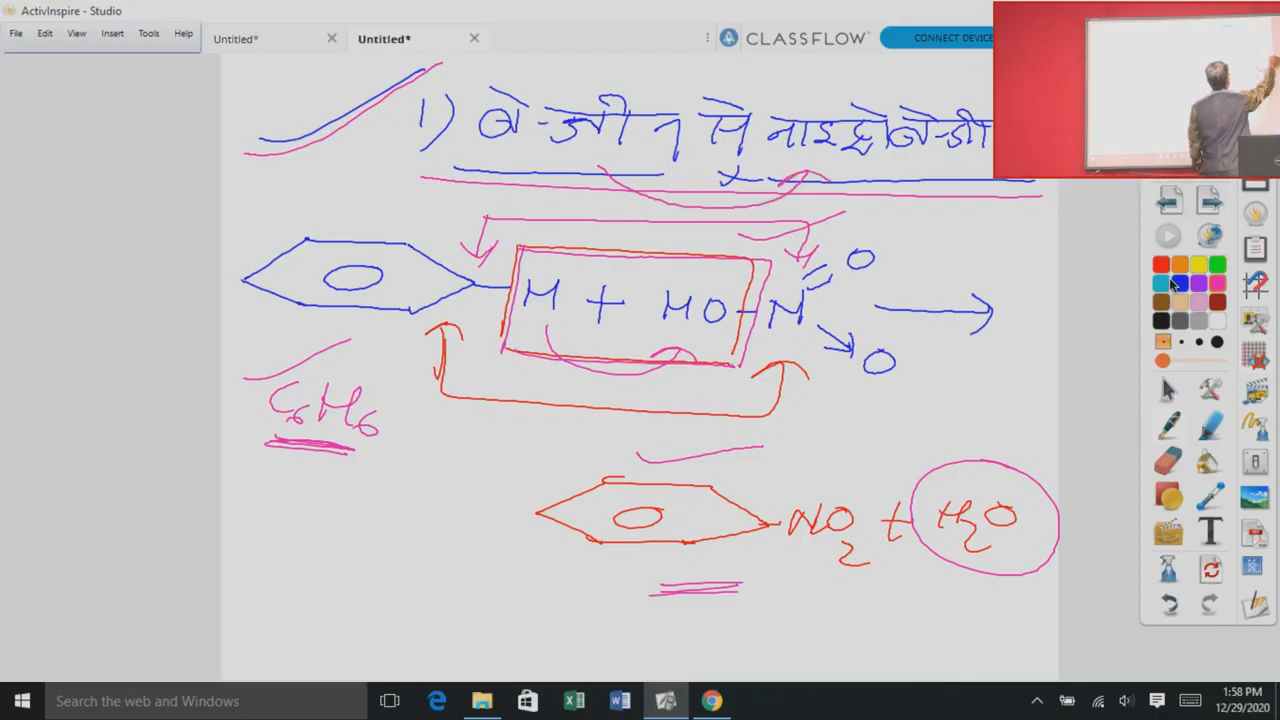 ActivInspire - Studio
File Edit View Insert Tools Help
Untitled*
Untitled*
CLASSFLOW
CONNECT DEVICE
1) बेन्जीन से नाइट्रोबेन्जी
H + HO-N
O
O
C6H6
NO2 + H2O
Search the web and Windows
1:58 PM
12/29/2020